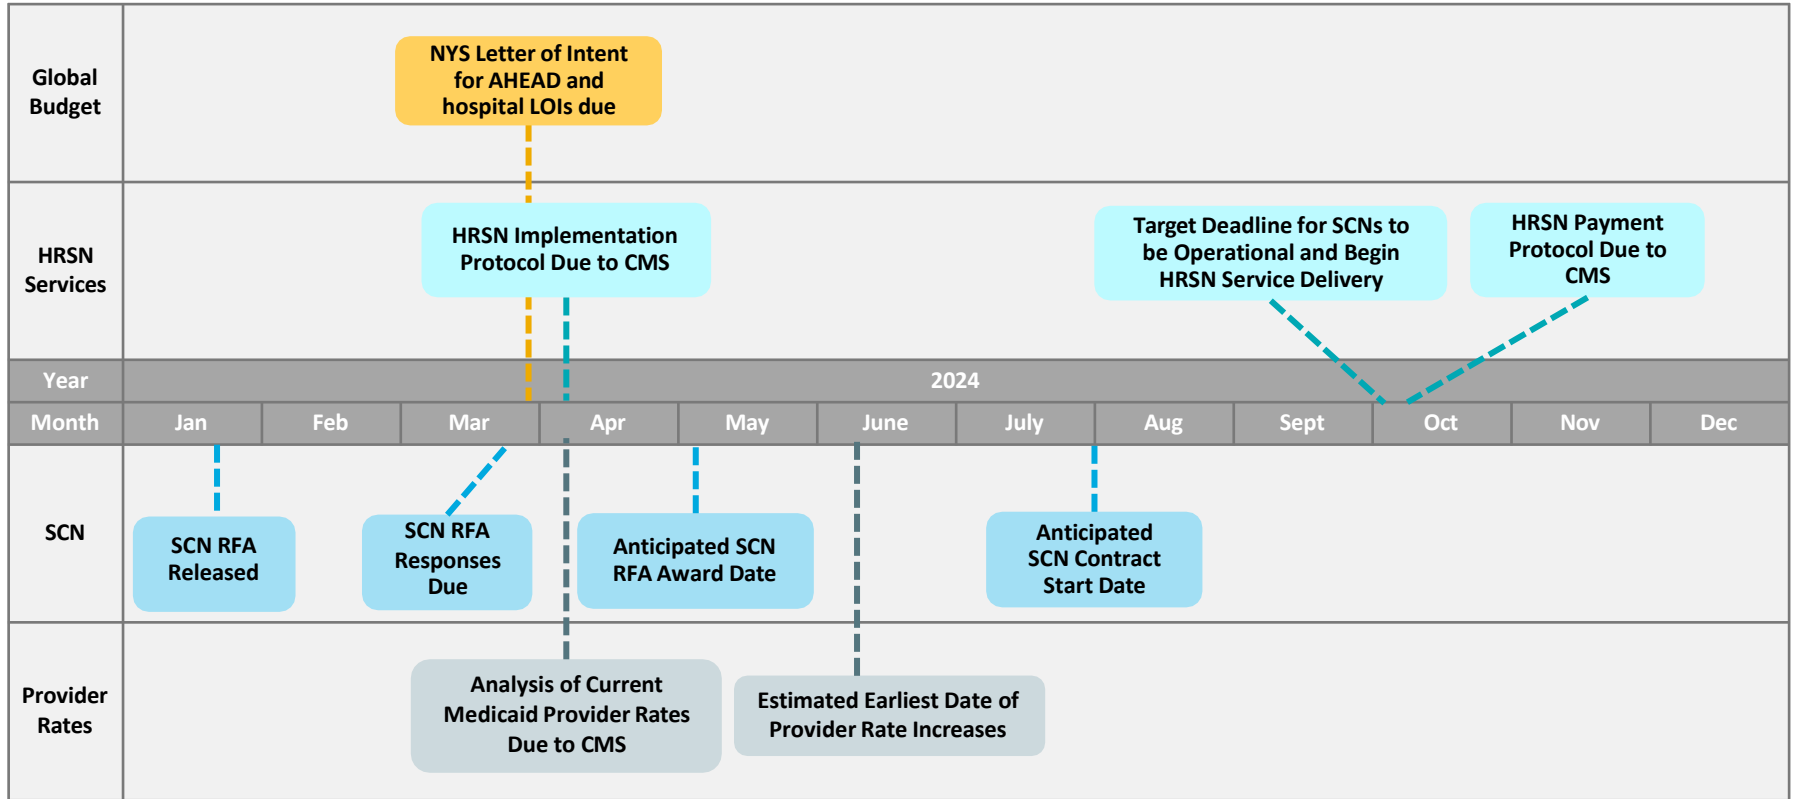 Global
Budget
NYS Letter of Intent
for AHEAD and
hospital LOIs due
HRSN
Services
HRSN Implementation
Protocol Due to CMS
Target Deadline for SCNs to
be Operational and Begin
HRSN Service Delivery
HRSN Payment
Protocol Due to
CMS
Year
2024
Month
Jan
Feb
Mar
Apr
May
June
July
Aug
Sept
Oct
Nov
Dec
SCN
SCN RFA
Released
SCN RFA
Responses
Due
Anticipated SCN
RFA Award Date
Anticipated
SCN Contract
Start Date
Provider
Rates
Analysis of Current
Medicaid Provider Rates
Due to CMS
Estimated Earliest Date of
Provider Rate Increases